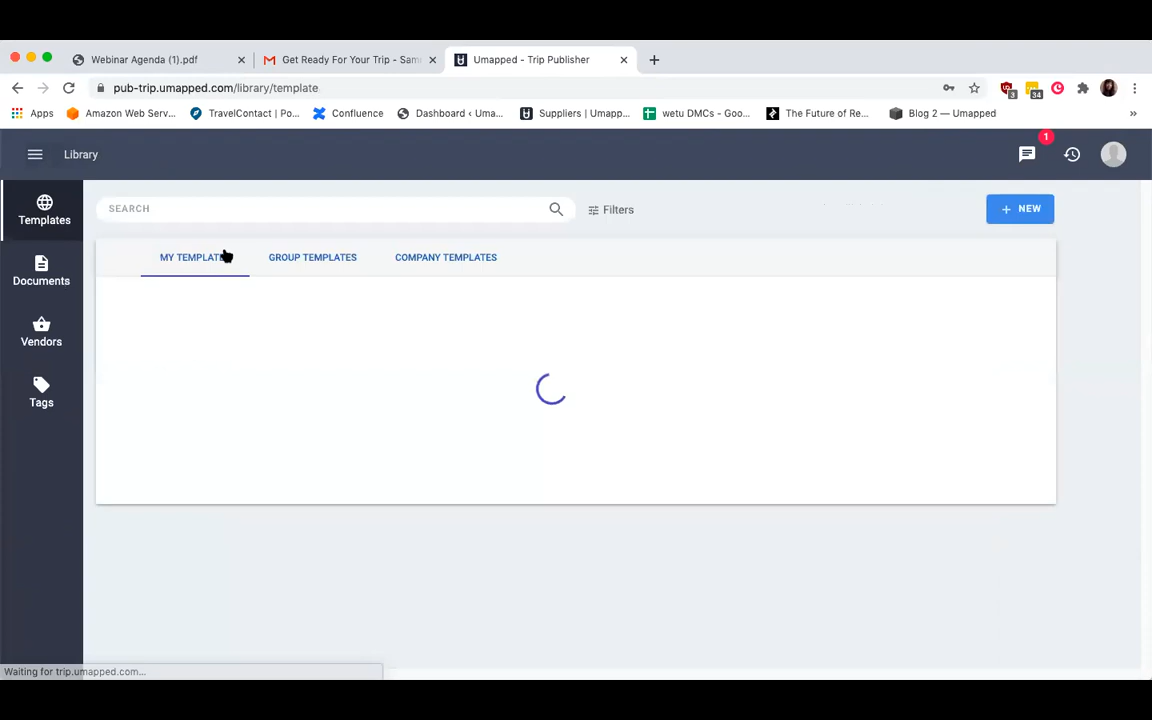 Webinar Agenda (1).pdf
Get Ready For Your Trip - Sam
Umapped - Trip Publisher
pub-trip.umapped.com/library/template
3
34
Apps
Amazon Web Serv...
TravelContact | Po...
Confluence
Dashboard ‹ Uma...
Suppliers | Umapp...
wetu DMCs - Goo...
The Future of Re...
Blog 2 — Umapped
»
Library
1
Templates
SEARCH
Filters
+ NEW
MY TEMPLATE
GROUP TEMPLATES
COMPANY TEMPLATES
Documents
Vendors
Tags
Waiting for trip.umapped.com...